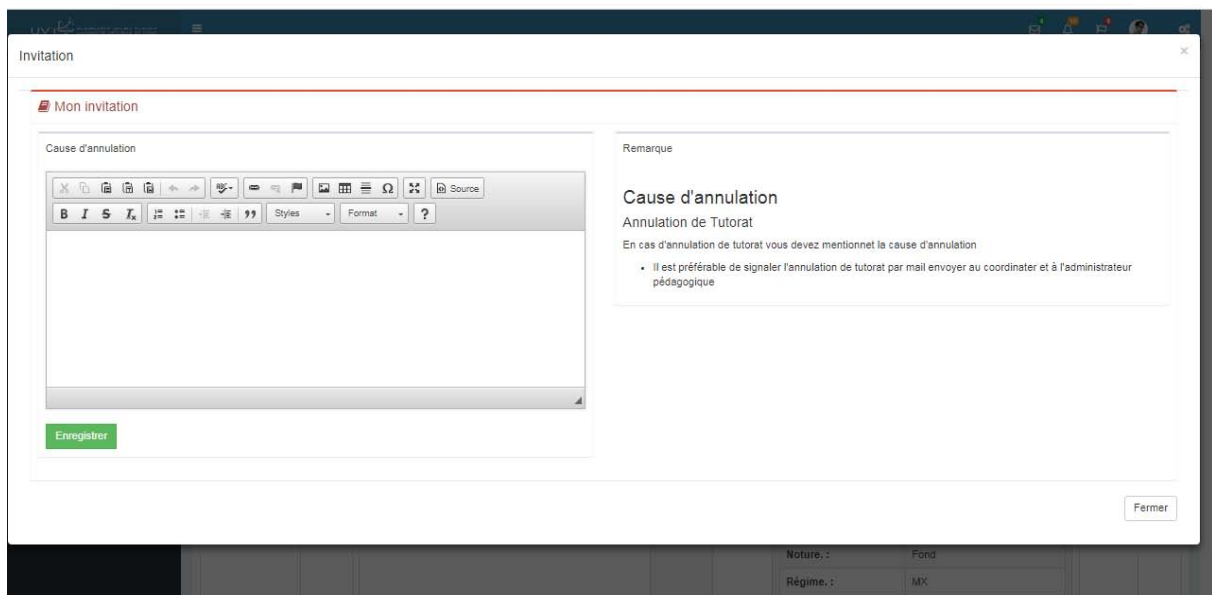 UVT
Invitation
×
Mon invitation
Cause d'annulation
Source
B I S Tx
Styles
Format
?
Enregistrer
Remarque
Cause d'annulation
Annulation de Tutorat
En cas d'annulation de tutorat vous devez mentionnet la cause d'annulation
• Il est préférable de signaler l'annulation de tutorat par mail envoyer au coordinater et à l'administrateur
pédagogique
Fermer
Noture. : Fond
Régime. : MX